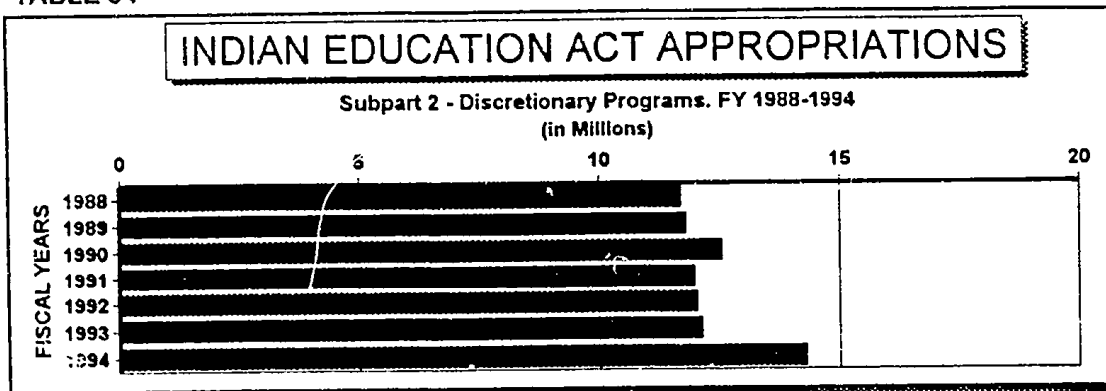 INDIAN EDUCATION ACT APPROPRIATIONS
Subpart 2 - Discretionary Programs. FY 1988-1994
(in Millions)
0 5 10 15 20
FISCAL YEARS
1988
1989
1990
1991
1992
1993
1994